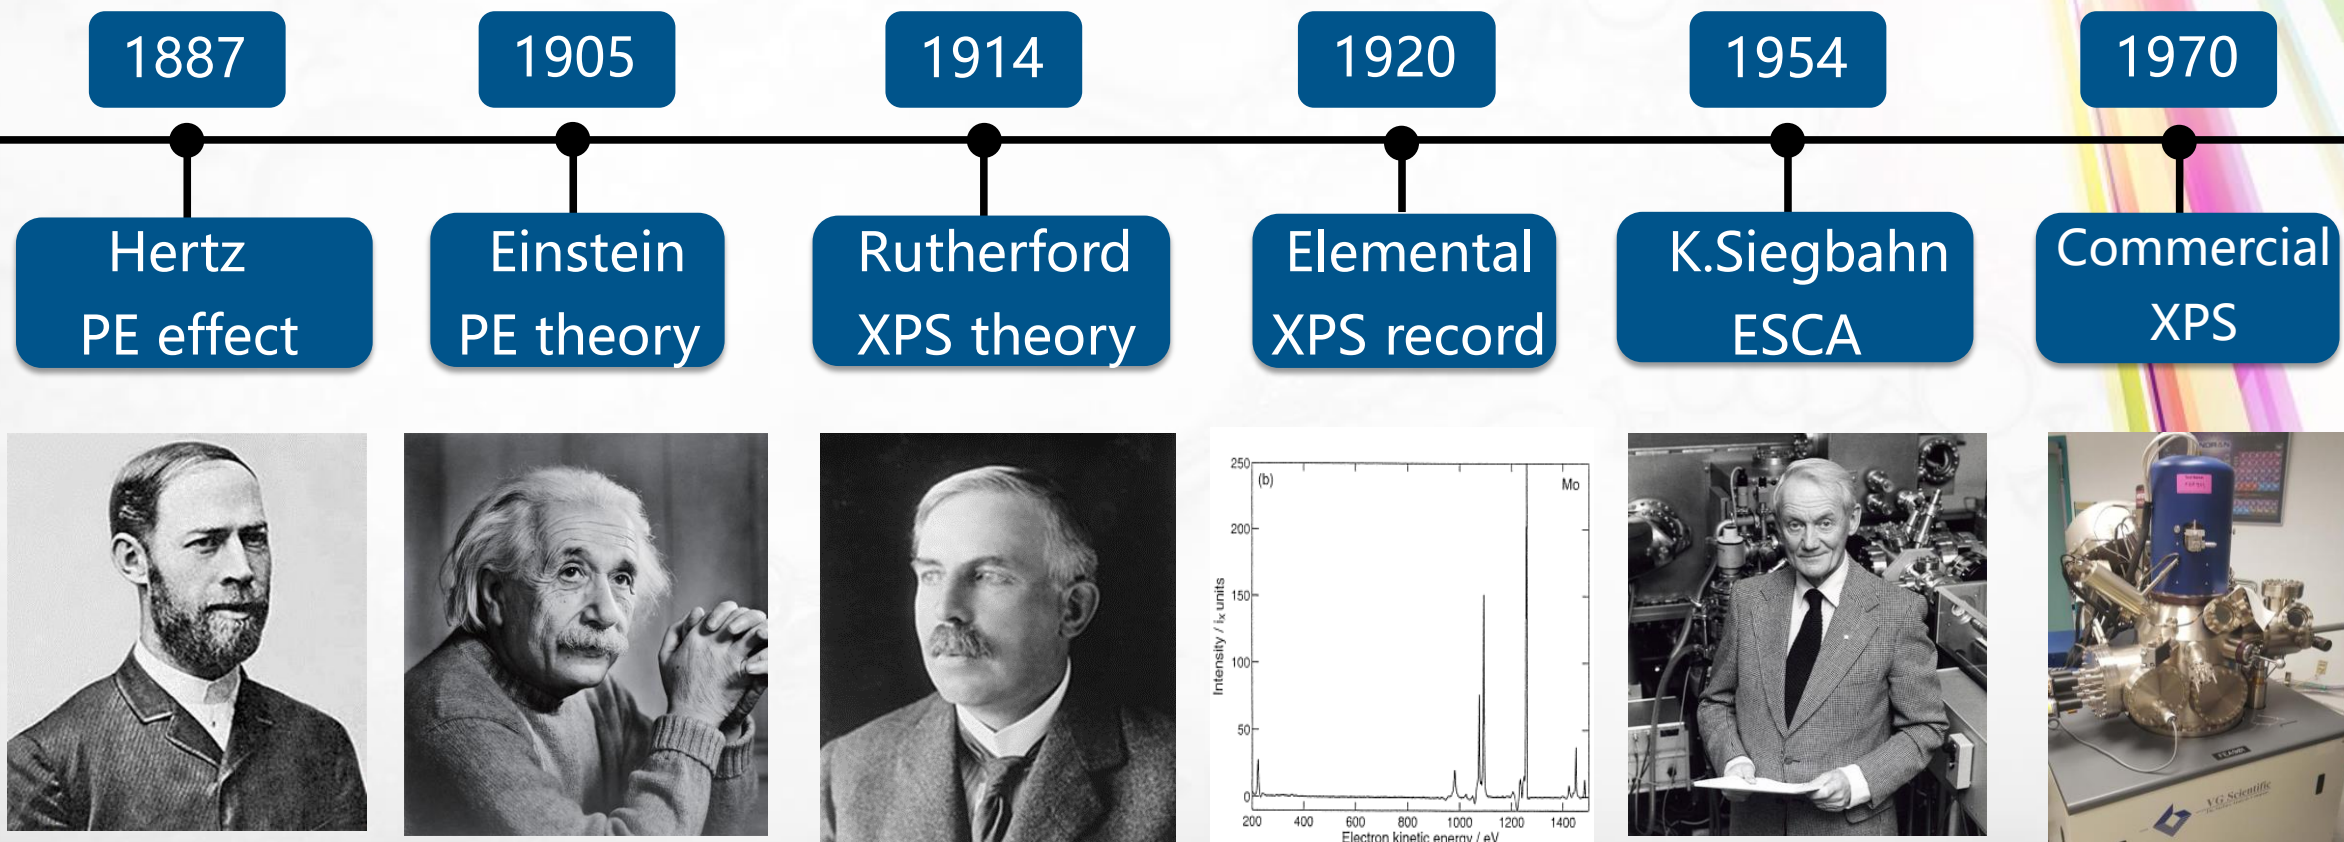 1887
1905
1914
1920
1954
1970
Hertz
PE effect
Einstein
PE theory
Rutherford
XPS theory
Elemental
XPS record
K.Siegbahn
ESCA
Commercial
XPS
(b)
Mo
250
200
150
100
50
0
Intensity / iₓ units
200 400 600 800 1000 1200 1400
Electron kinetic energy / eV
NORAN
VG Scientific